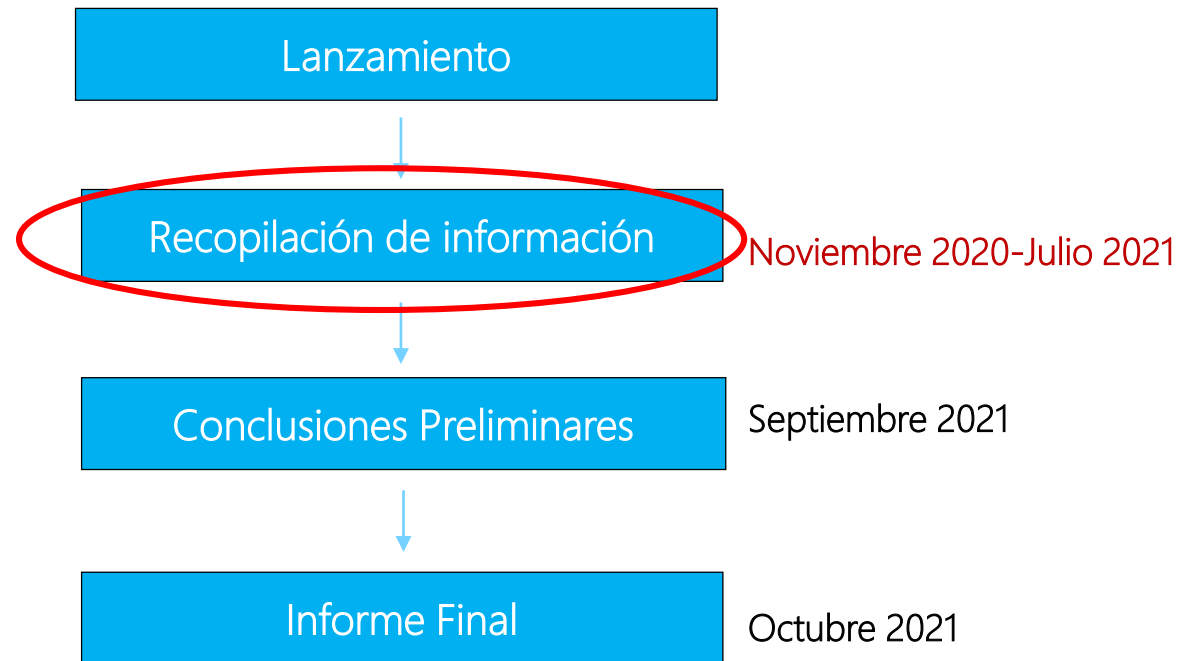 Lanzamiento
Recopilación de información
Noviembre 2020-Julio 2021
Conclusiones Preliminares
Septiembre 2021
Informe Final
Octubre 2021